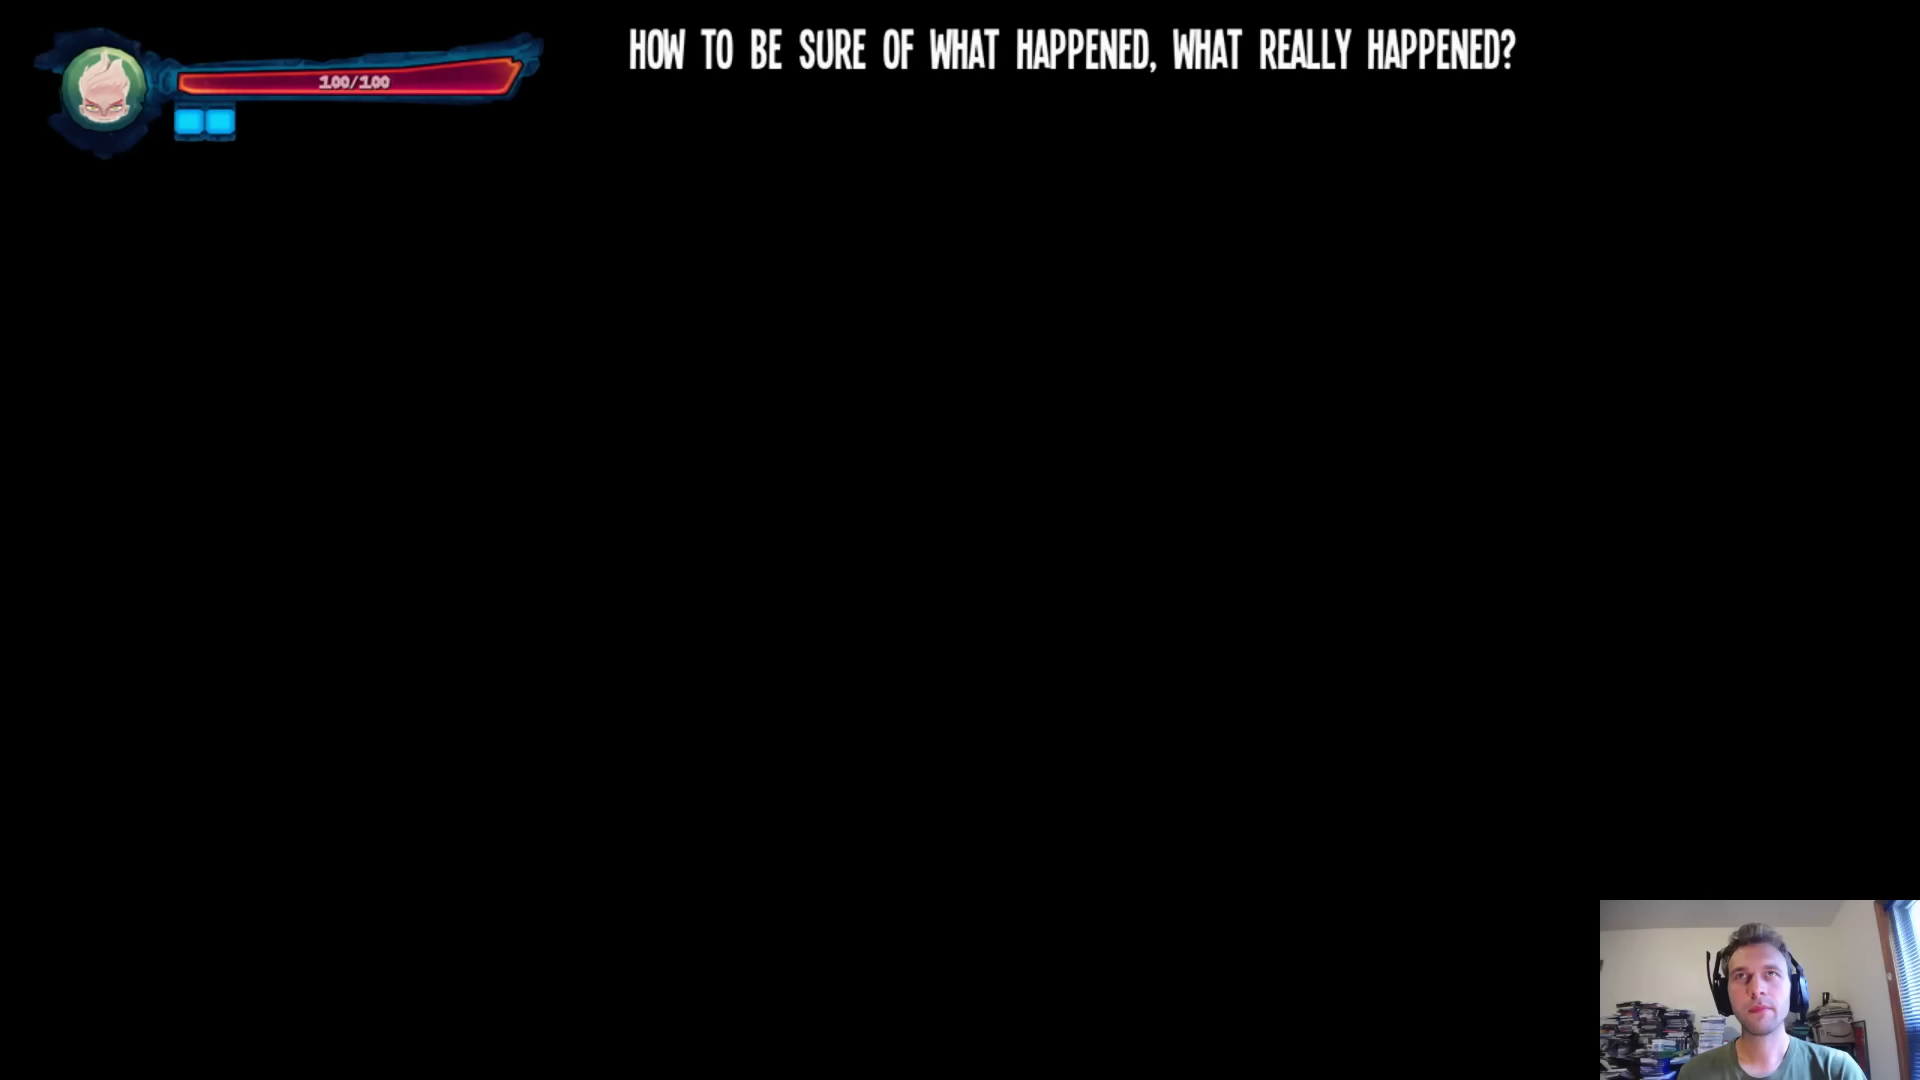 HOW TO BE SURE OF WHAT HAPPENED, WHAT REALLY HAPPENED?
100/100